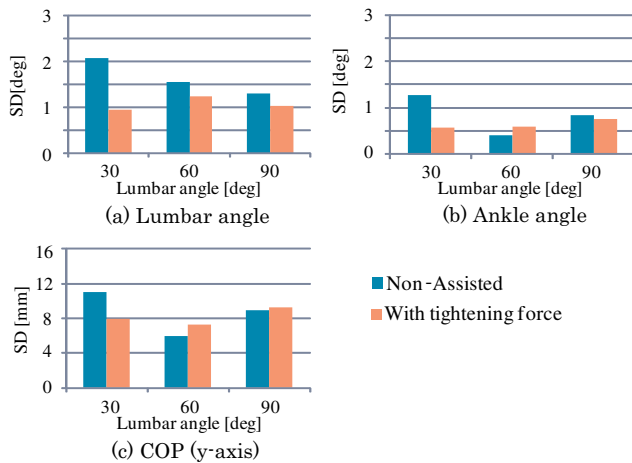 3
2
1
0
SD[deg]
30 60 90
Lumbar angle [deg]
(a) Lumbar angle
3
2
1
0
SD [deg]
30 60 90
Lumbar angle [deg]
(b) Ankle angle
16
12
8
4
0
SD [mm]
30 60 90
Lumbar angle [deg]
(c) COP (y-axis)
Non-Assisted
With tightening force